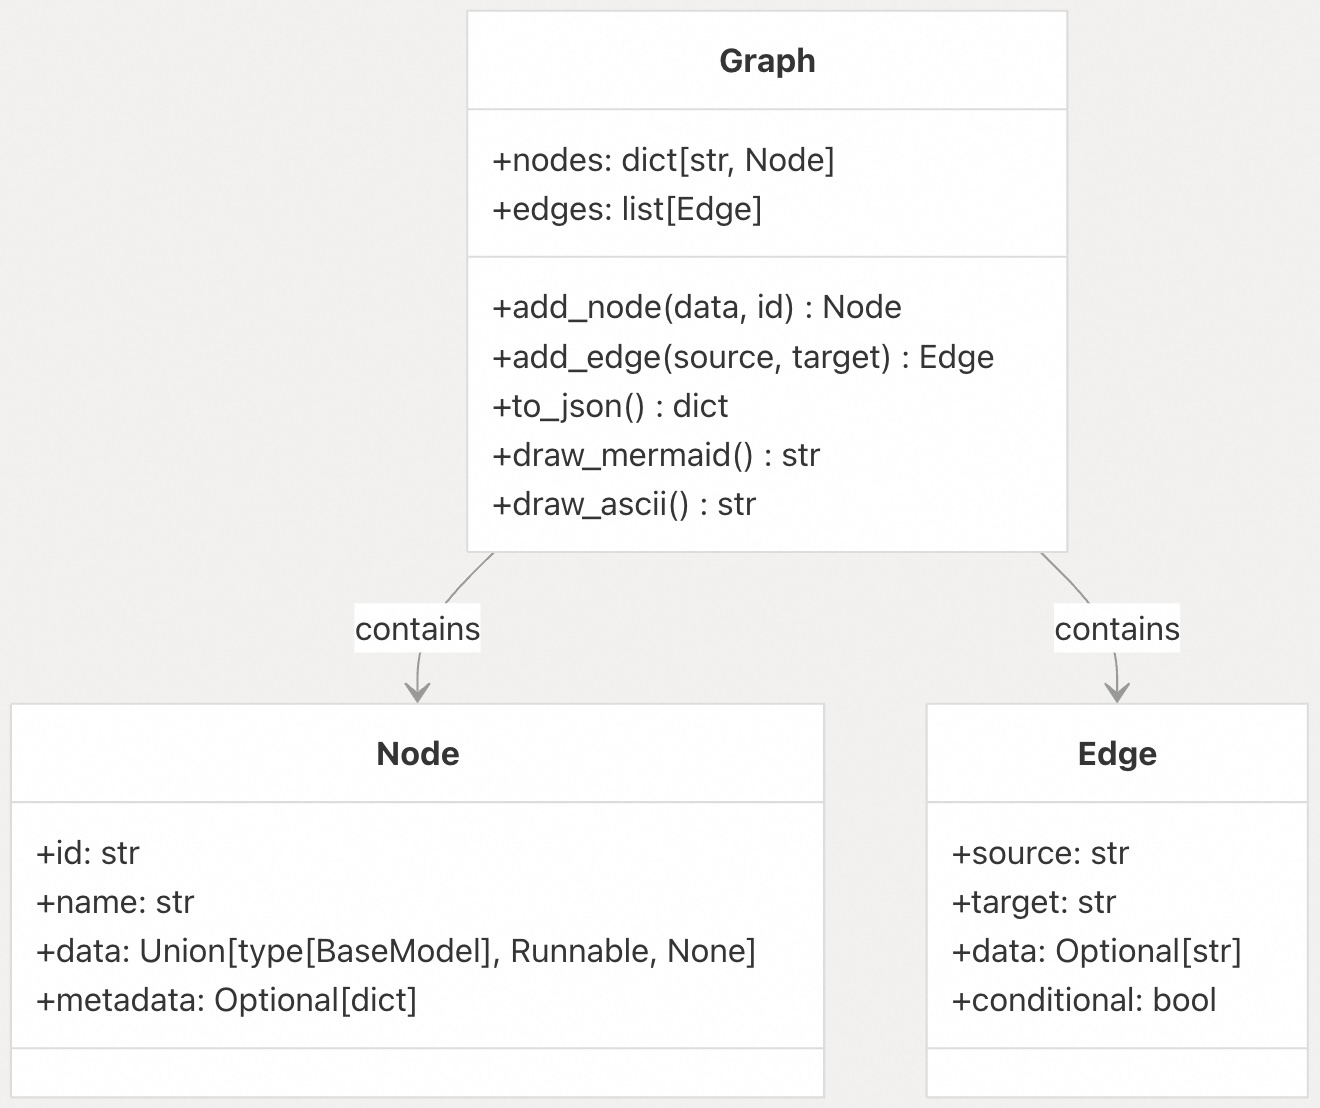 Graph
+nodes: dict[str, Node]
+edges: list[Edge]
+add_node(data, id) : Node
+add_edge(source, target) : Edge
+to_json() : dict
+draw_mermaid() : str
+draw_ascii() : str
contains
contains
Node
+id: str
+name: str
+data: Union[type[BaseModel], Runnable, None]
+metadata: Optional[dict]
Edge
+source: str
+target: str
+data: Optional[str]
+conditional: bool